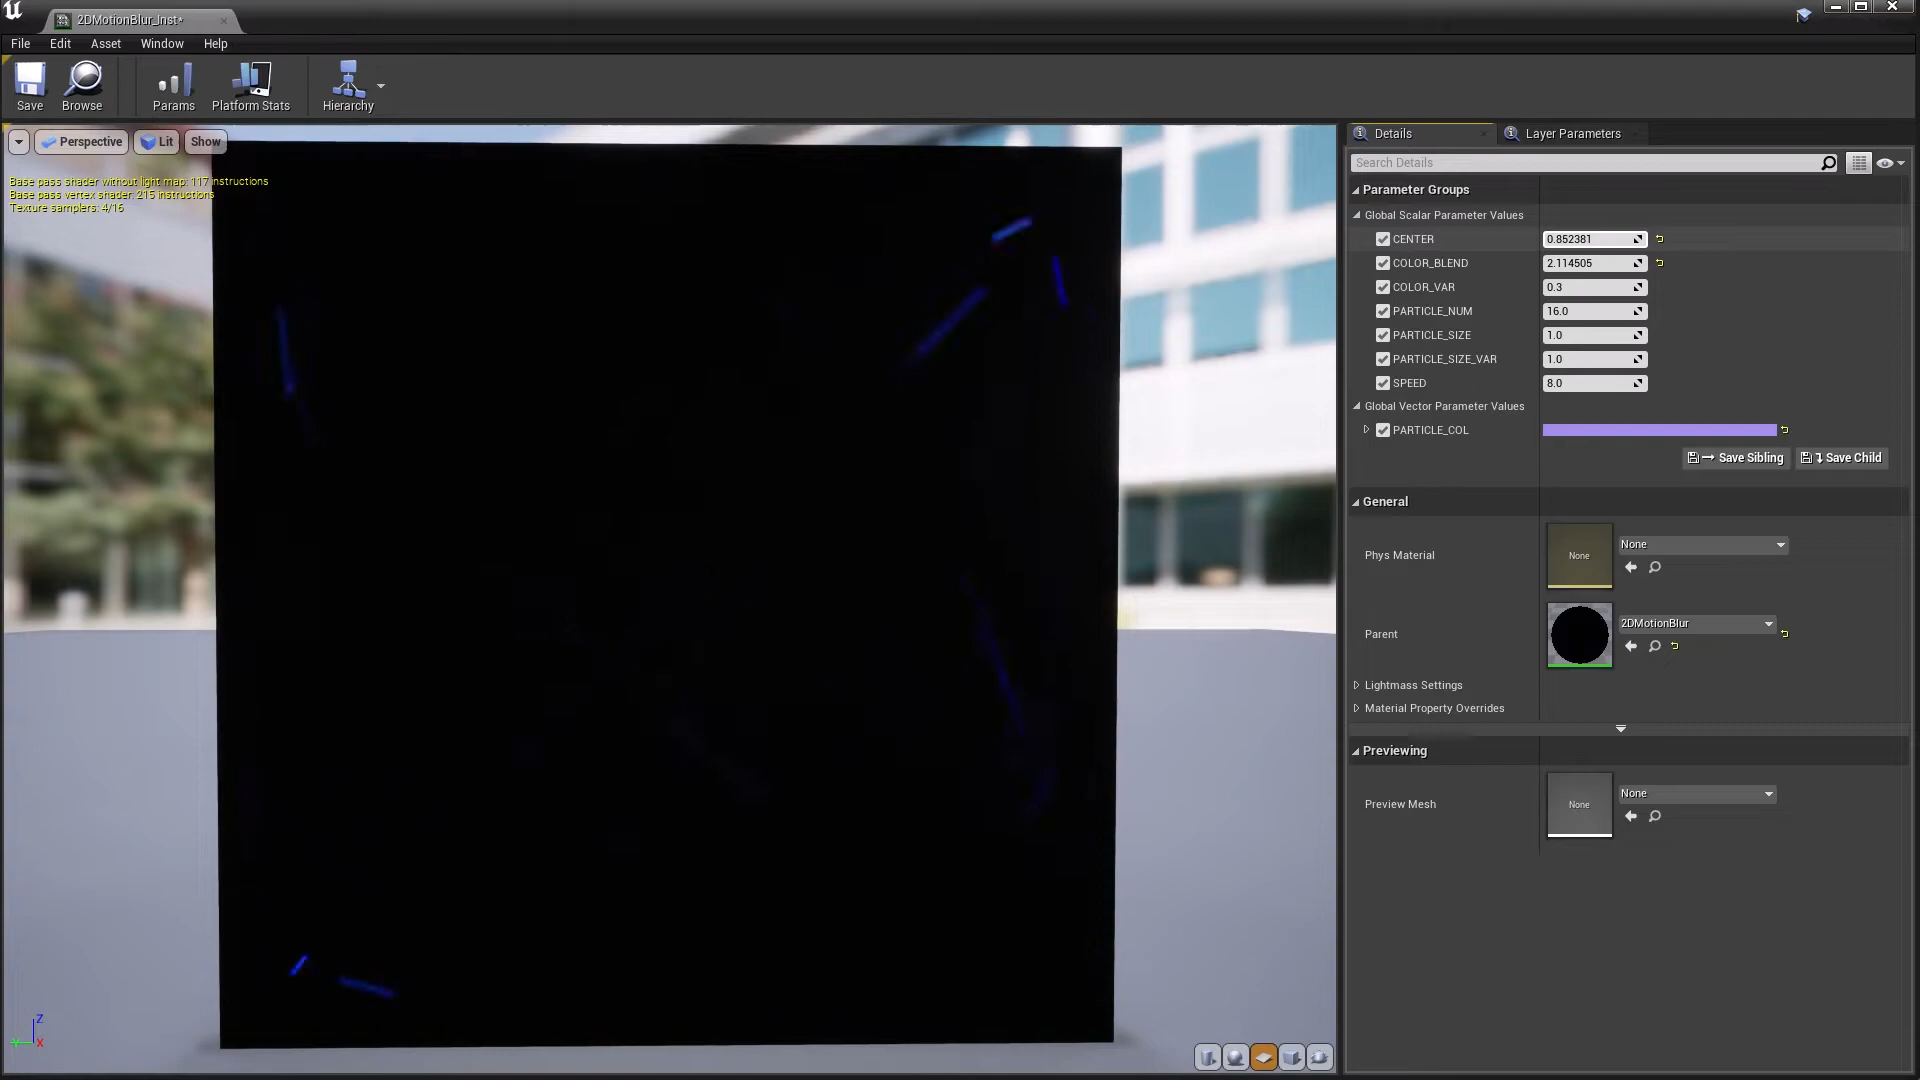 2DMotionBlur_Inst*
File Edit Asset Window Help
Save Browse Params Platform Stats Hierarchy
Perspective Lit Show
Base pass shader without light map: 117 instructions
Base pass vertex shader: 215 instructions
Texture samplers: 4/16
Z
Y X
Details Layer Parameters
Search Details
Parameter Groups
Global Scalar Parameter Values
CENTER 0.852381
COLOR_BLEND 2.114505
COLOR_VAR 0.3
PARTICLE_NUM 16.0
PARTICLE_SIZE 1.0
PARTICLE_SIZE_VAR 1.0
SPEED 8.0
Global Vector Parameter Values
PARTICLE_COL
Save Sibling Save Child
General
Phys Material None None
Parent 2DMotionBlur
Lightmass Settings
Material Property Overrides
Previewing
Preview Mesh None None